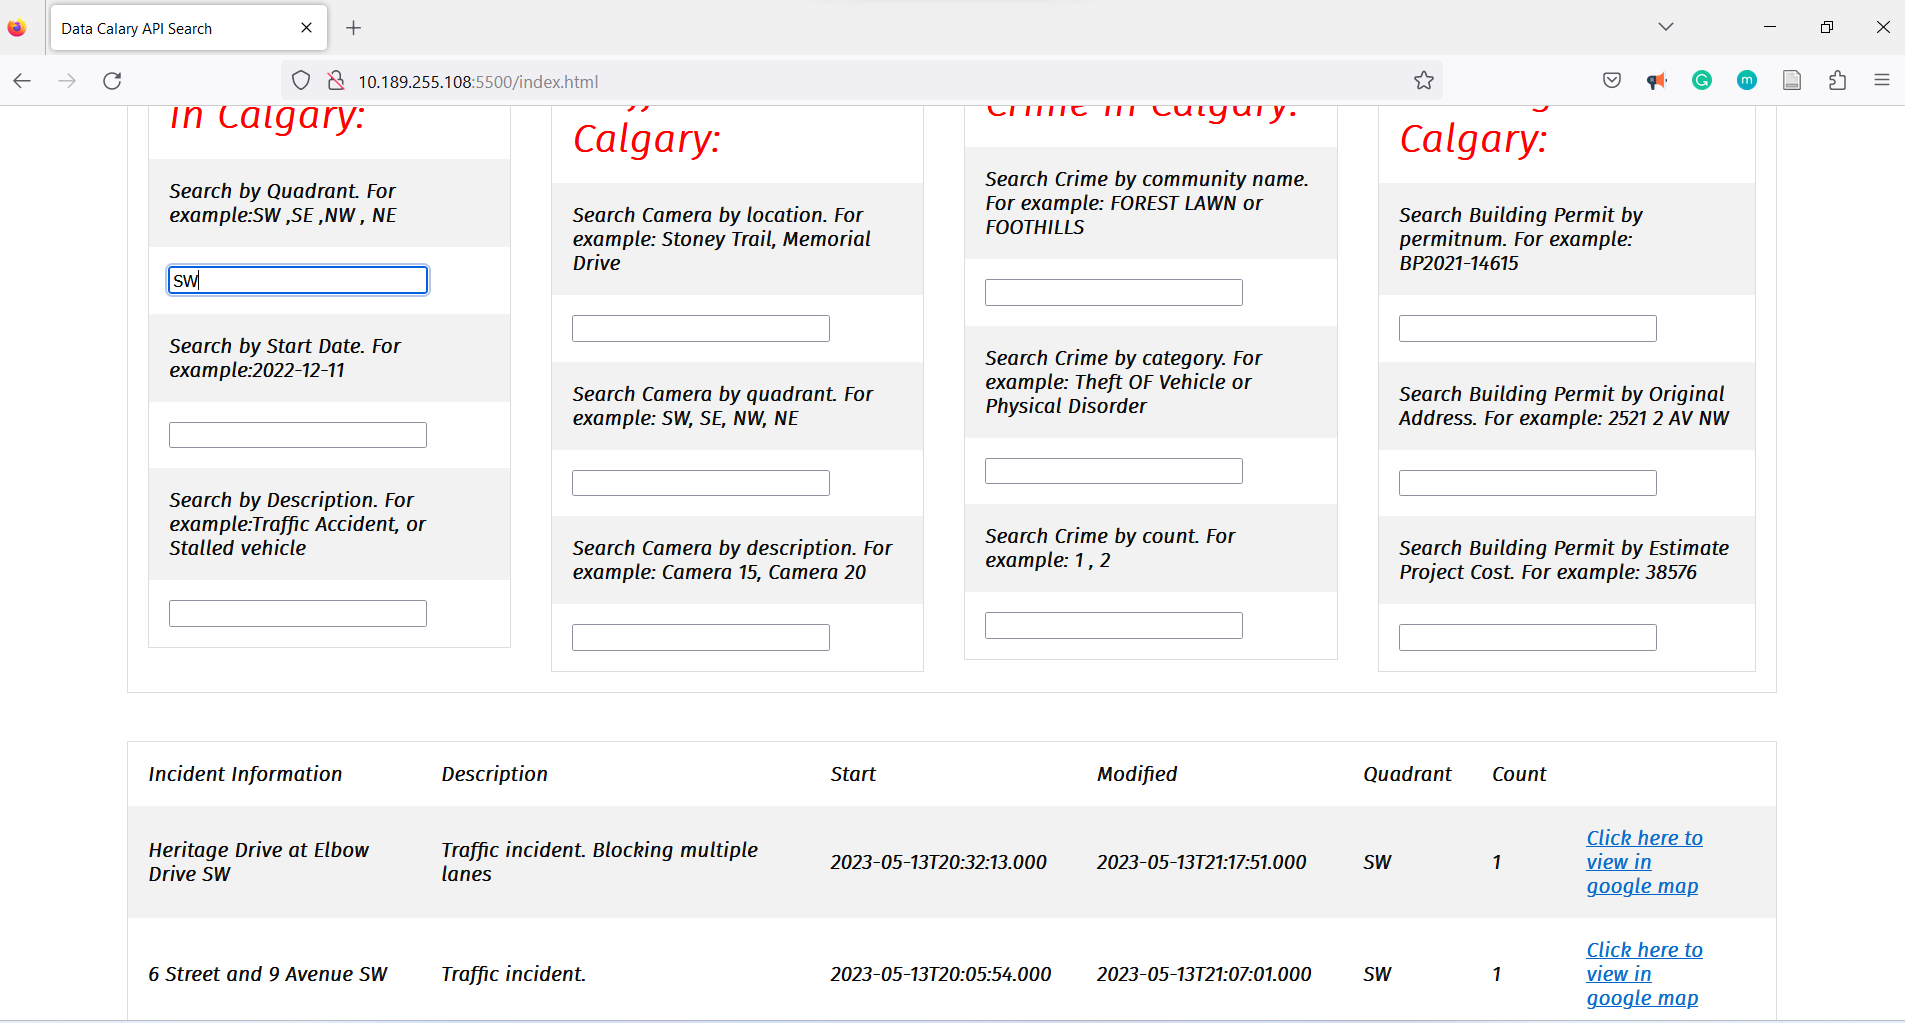 Data Calary API Search
10.189.255.108:5500/index.html
in Calgary:
Search by Quadrant. For
example:SW ,SE ,NW , NE
SW
Search by Start Date. For
example:2022-12-11
Search by Description. For
example:Traffic Accident, or
Stalled vehicle
Calgary:
Search Camera by location. For
example: Stoney Trail, Memorial
Drive
Search Camera by quadrant. For
example: SW, SE, NW, NE
Search Camera by description. For
example: Camera 15, Camera 20
Crime in Calgary:
Search Crime by community name.
For example: FOREST LAWN or
FOOTHILLS
Search Crime by category. For
example: Theft OF Vehicle or
Physical Disorder
Search Crime by count. For
example: 1 , 2
Calgary:
Search Building Permit by
permitnum. For example:
BP2021-14615
Search Building Permit by Original
Address. For example: 2521 2 AV NW
Search Building Permit by Estimate
Project Cost. For example: 38576
Incident Information Description Start Modified Quadrant Count
Heritage Drive at Elbow
Drive SW
Traffic incident. Blocking multiple
lanes
2023-05-13T20:32:13.000 2023-05-13T21:17:51.000 SW 1
Click here to
view in
google map
6 Street and 9 Avenue SW Traffic incident. 2023-05-13T20:05:54.000 2023-05-13T21:07:01.000 SW 1
Click here to
view in
google map